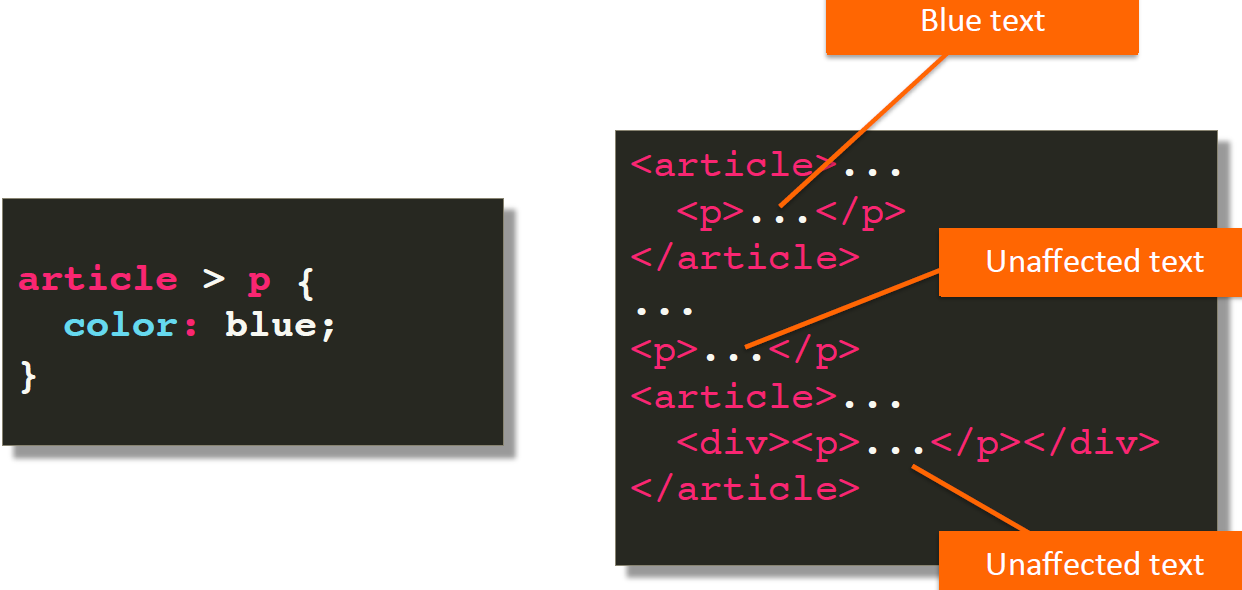 Blue text
article > p {
  color: blue;
}
<article>...
  <p>...</p>
</article>
Unaffected text
...
<p>...</p>
<article>...
  <div><p>...</p></div>
</article>
Unaffected text